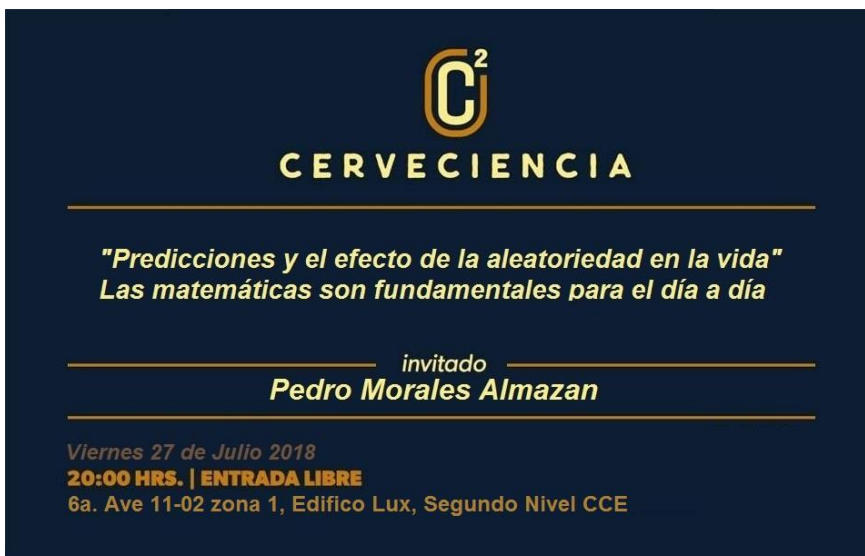 C²
CERVECIENCIA
"Predicciones y el efecto de la aleatoriedad en la vida"
Las matemáticas son fundamentales para el día a día
invitado
Pedro Morales Almazan
Viernes 27 de Julio 2018
20:00 HRS. | ENTRADA LIBRE
6a. Ave 11-02 zona 1, Edifico Lux, Segundo Nivel CCE